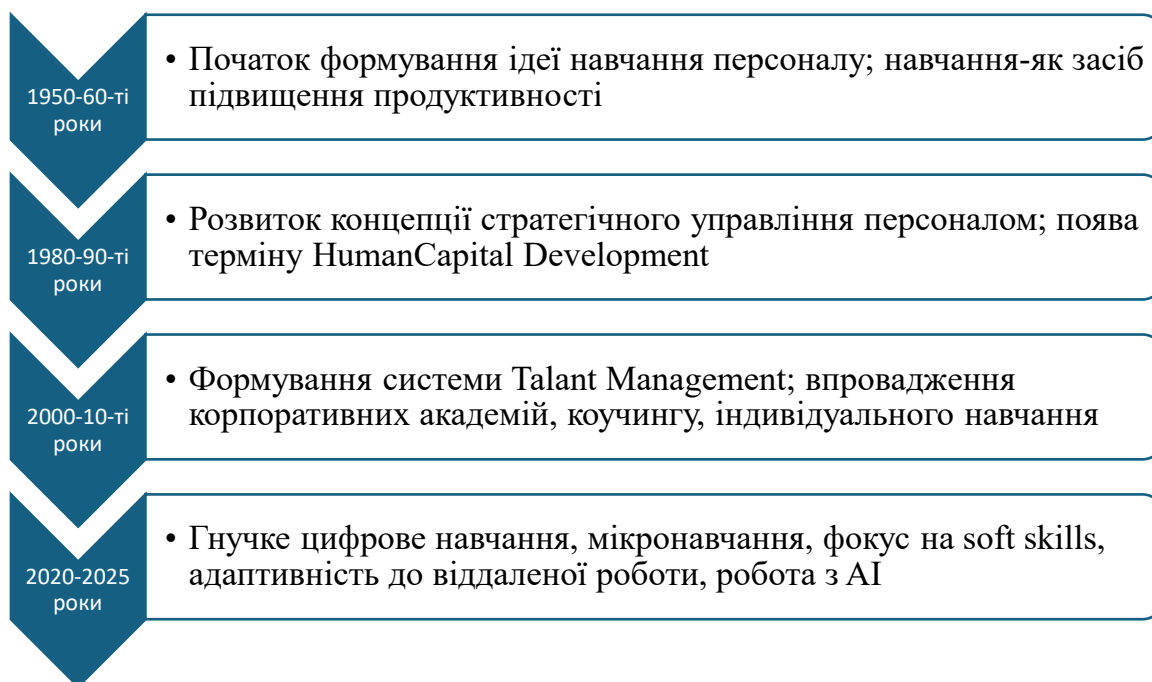 1950-60-ті
роки
• Початок формування ідеї навчання персоналу; навчання-як засіб
підвищення продуктивності
1980-90-ті
роки
• Розвиток концепції стратегічного управління персоналом; поява
терміну HumanCapital Development
2000-10-ті
роки
• Формування системи Talant Management; впровадження
корпоративних академій, коучингу, індивідуального навчання
2020-2025
роки
• Гнучке цифрове навчання, мікронавчання, фокус на soft skills,
адаптивність до віддаленої роботи, робота з AI